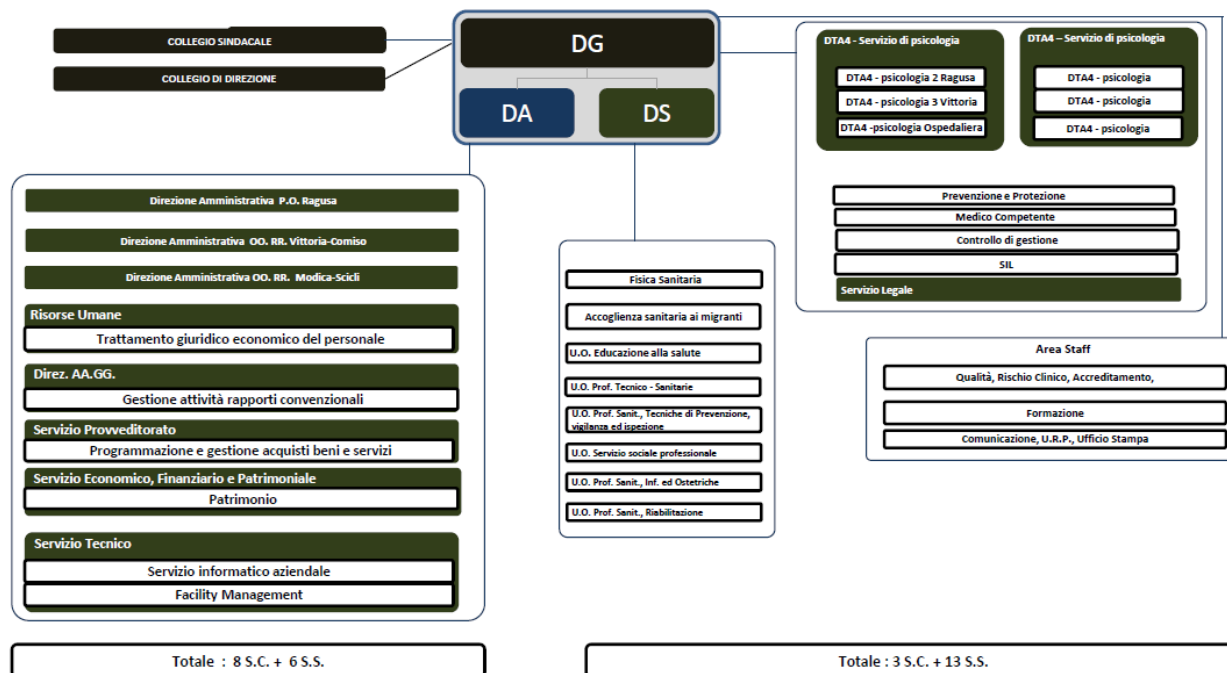 COLLEGIO SINDACALE
COLLEGIO DI DIREZIONE
DG
DA
DS
DTA4 - Servizio di psicologia
DTA4 - psicologia 2 Ragusa
DTA4 - psicologia 3 Vittoria
DTA4 -psicologia Ospedaliera
DTA4 – Servizio di psicologia
DTA4 - psicologia
DTA4 - psicologia
DTA4 - psicologia
Prevenzione e Protezione
Medico Competente
Controllo di gestione
SIL
Servizio Legale
Direzione Amministrativa P.O. Ragusa
Direzione Amministrativa OO. RR. Vittoria-Comiso
Direzione Amministrativa OO. RR. Modica-Scicli
Risorse Umane
Trattamento giuridico economico del personale
Direz. AA.GG.
Gestione attività rapporti convenzionali
Servizio Provveditorato
Programmazione e gestione acquisti beni e servizi
Servizio Economico, Finanziario e Patrimoniale
Patrimonio
Servizio Tecnico
Servizio informatico aziendale
Facility Management
Fisica Sanitaria
Accoglienza sanitaria ai migranti
U.O. Educazione alla salute
U.O. Prof. Tecnico - Sanitarie
U.O. Prof. Sanit., Tecniche di Prevenzione,
vigilanza ed ispezione
U.O. Servizio sociale professionale
U.O. Prof. Sanit., Inf. ed Ostetriche
U.O. Prof. Sanit., Riabilitazione
Area Staff
Qualità, Rischio Clinico, Accreditamento,
Formazione
Comunicazione, U.R.P., Ufficio Stampa
Totale : 8 S.C. + 6 S.S.
Totale : 3 S.C. + 13 S.S.